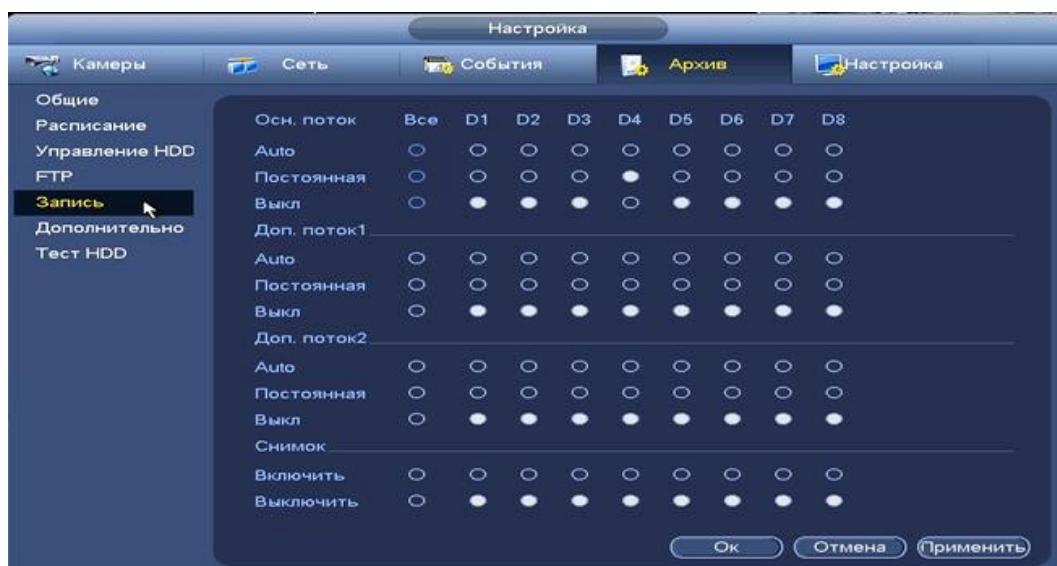 Настройка
Камеры Сеть События Архив Настройка
Общие
Расписание
Управление HDD
FTP
Запись
Дополнительно
Тест HDD
Осн. поток Все D1 D2 D3 D4 D5 D6 D7 D8
Auto
Постоянная
Выкл
Доп. поток1
Auto
Постоянная
Выкл
Доп. поток2
Auto
Постоянная
Выкл
Снимок
Включить
Выключить
Ок Отмена Применить